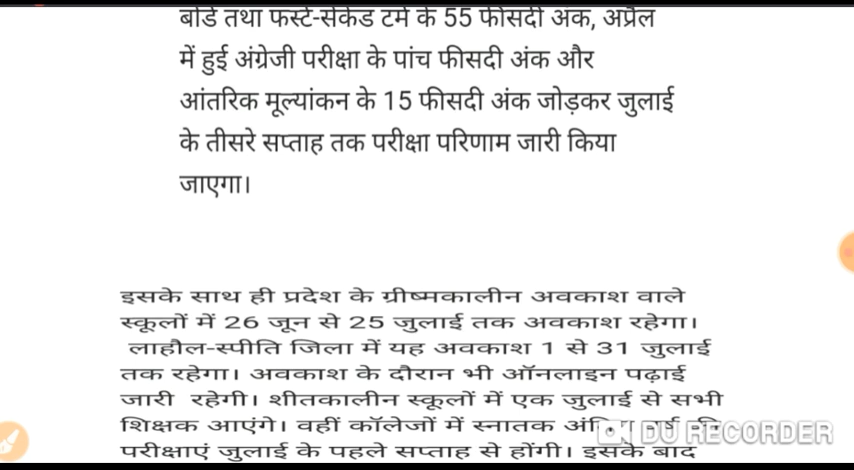 बोर्ड तथा फर्स्ट-सेकेंड टर्म के 55 फीसदी अंक, अप्रैल
में हुई अंग्रेजी परीक्षा के पांच फीसदी अंक और
आंतरिक मूल्यांकन के 15 फीसदी अंक जोड़कर जुलाई
के तीसरे सप्ताह तक परीक्षा परिणाम जारी किया
जाएगा।
इसके साथ ही प्रदेश के ग्रीष्मकालीन अवकाश वाले
स्कूलों में 26 जून से 25 जुलाई तक अवकाश रहेगा।
लाहौल-स्पीति जिला में यह अवकाश 1 से 31 जुलाई
तक रहेगा। अवकाश के दौरान भी ऑनलाइन पढ़ाई
जारी रहेगी। शीतकालीन स्कूलों में एक जुलाई से सभी
शिक्षक आएंगे। वहीं कॉलेजों में स्नातक
DU RECORDER
परीक्षाएं जुलाई के पहले सप्ताह से होंगी। इसके बाद